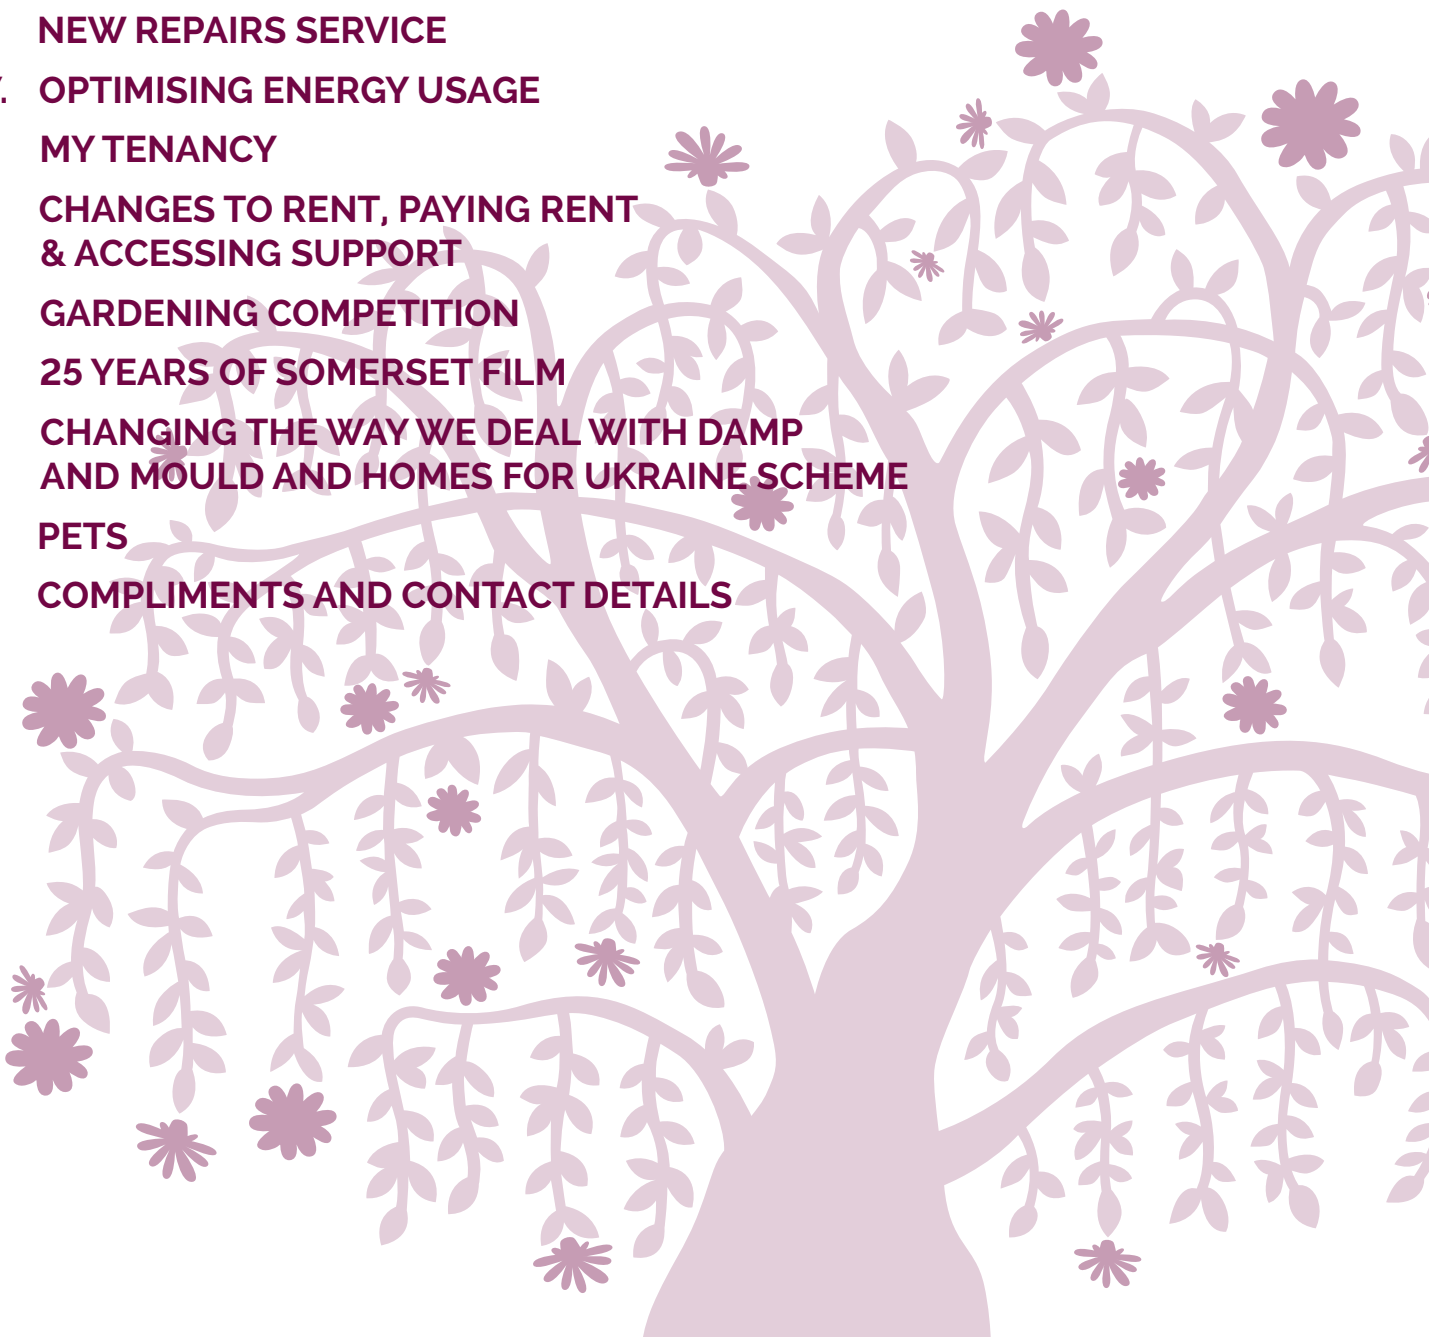 NEW REPAIRS SERVICE
OPTIMISING ENERGY USAGE
MY TENANCY
CHANGES TO RENT, PAYING RENT
& ACCESSING SUPPORT
GARDENING COMPETITION
25 YEARS OF SOMERSET FILM
CHANGING THE WAY WE DEAL WITH DAMP
AND MOULD AND HOMES FOR UKRAINE SCHEME
PETS
COMPLIMENTS AND CONTACT DETAILS